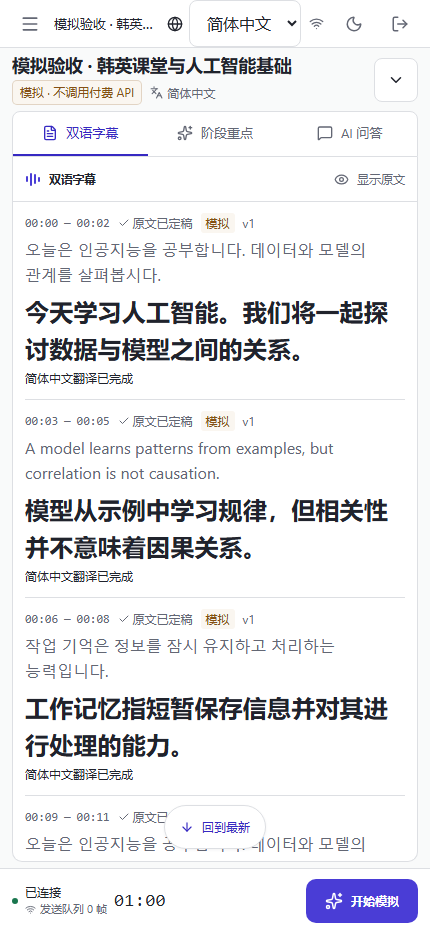 模拟验收 · 韩英... 简体中文
模拟验收 · 韩英课堂与人工智能基础
模拟 · 不调用付费 API 简体中文
双语字幕 阶段重点 AI 问答
双语字幕 显示原文
00:00 — 00:02 原文已定稿 模拟 v1
오늘은 인공지능을 공부합니다. 데이터와 모델의
관계를 살펴봅시다.
今天学习人工智能。我们将一起探
讨数据与模型之间的关系。
简体中文翻译已完成
00:03 — 00:05 原文已定稿 模拟 v1
A model learns patterns from examples, but
correlation is not causation.
模型从示例中学习规律，但相关性
并不意味着因果关系。
简体中文翻译已完成
00:06 — 00:08 原文已定稿 模拟 v1
작업 기억은 정보를 잠시 유지하고 처리하는
능력입니다.
工作记忆指短暂保存信息并对其进
行处理的能力。
简体中文翻译已完成
00:09 — 00:11 原文已
回到最新
오늘은 인공지능을 데이터와 모델의
已连接
发送队列 0 帧
01:00
开始模拟